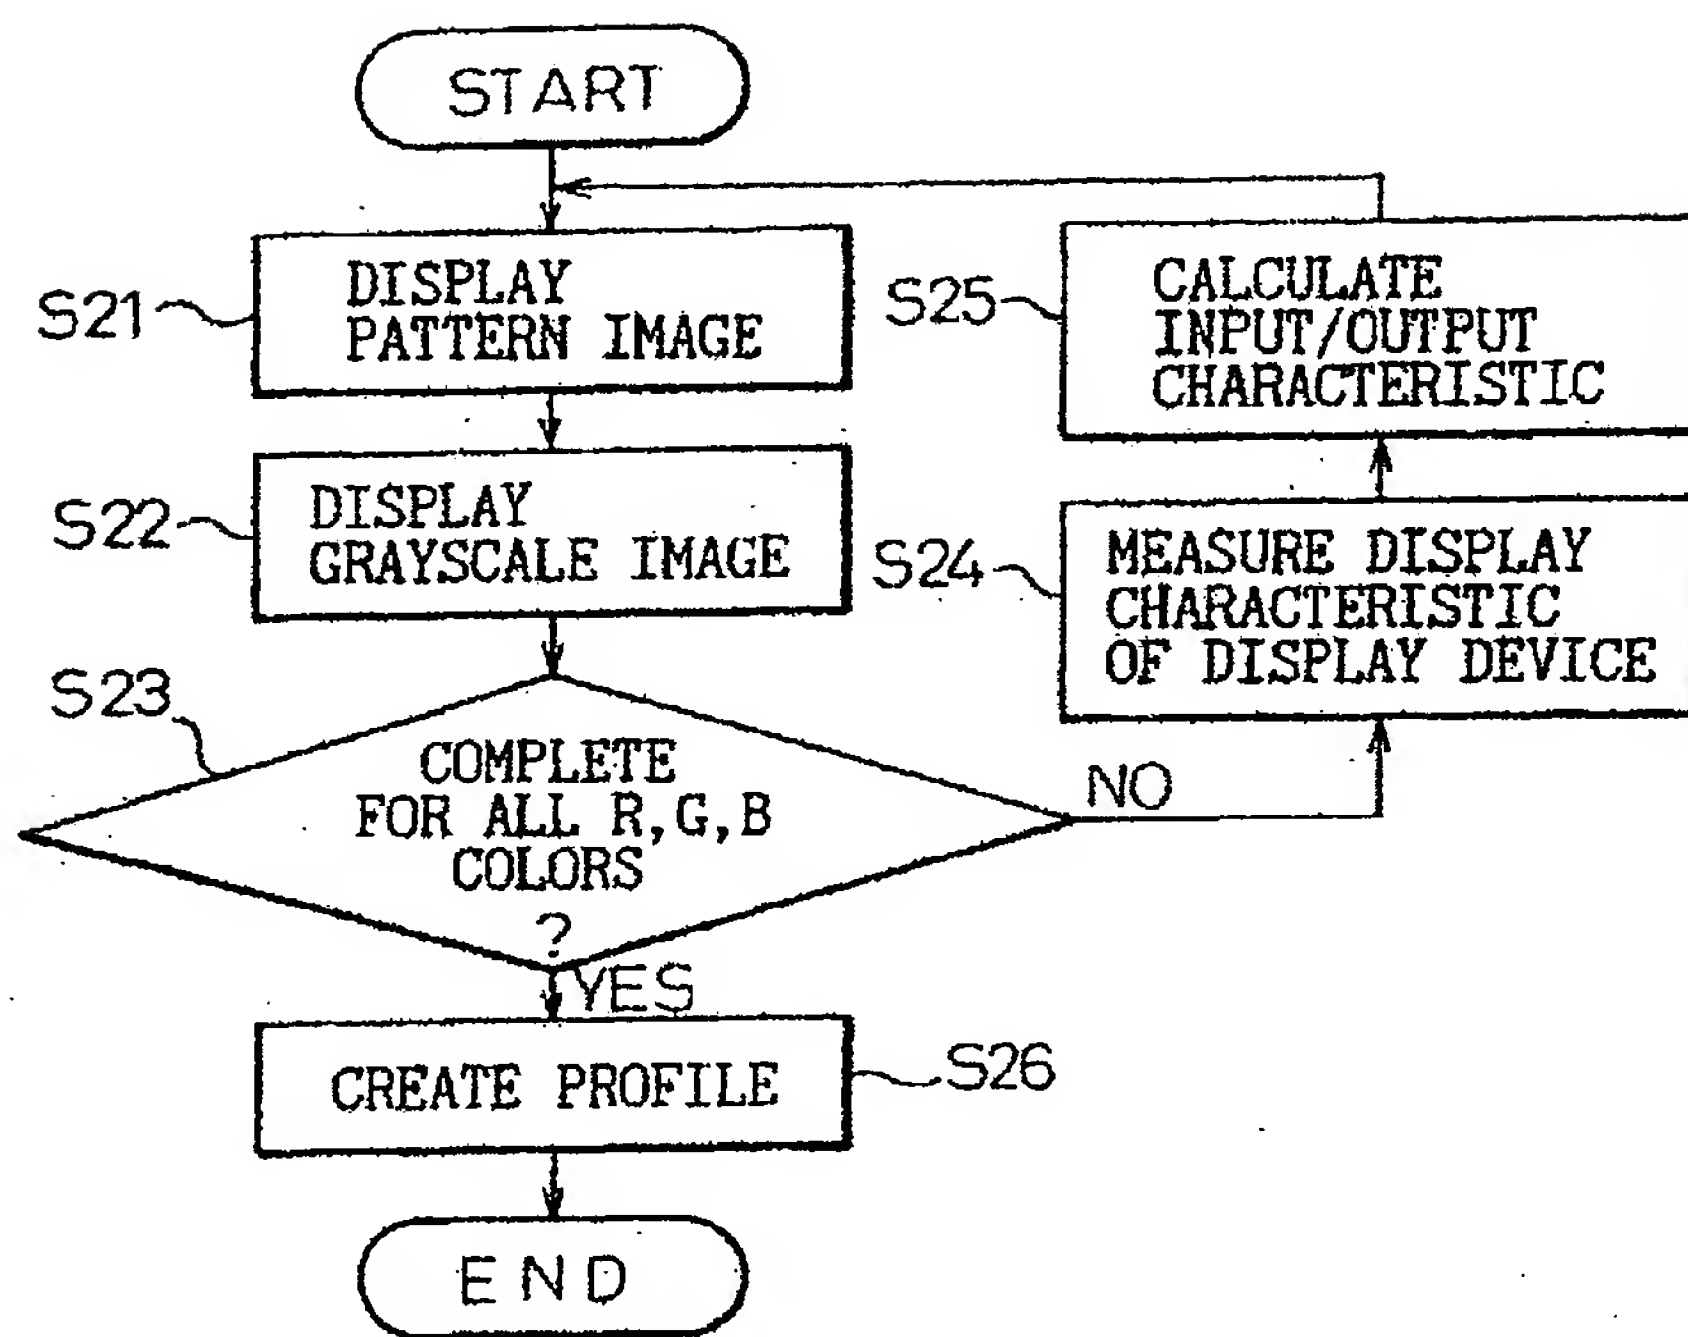 START
S21
DISPLAY
PATTERN IMAGE
S22
DISPLAY
GRAYSCALE IMAGE
S23
COMPLETE
FOR ALL R,G,B
COLORS
?
NO
YES
S24
MEASURE DISPLAY
CHARACTERISTIC
OF DISPLAY DEVICE
S25
CALCULATE
INPUT/OUTPUT
CHARACTERISTIC
CREATE PROFILE
S26
END